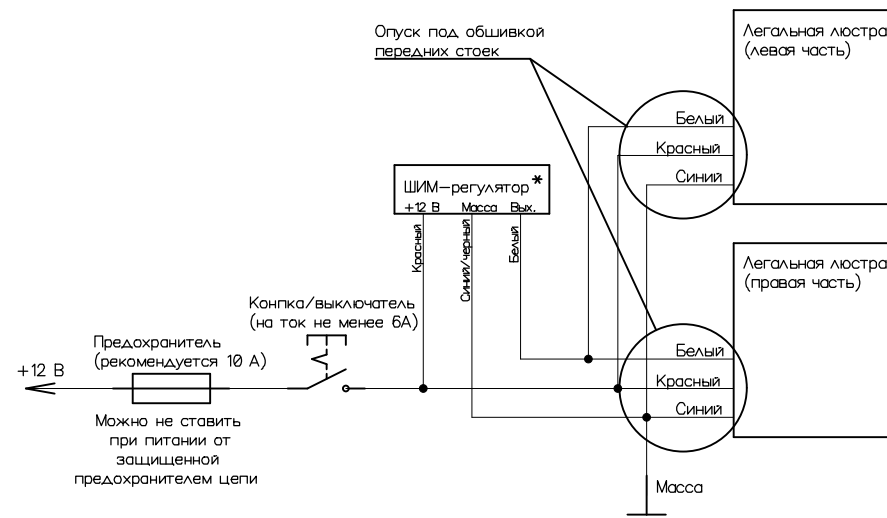 Опуск под обшивкой
передних стоек
Легальная люстра
(левая часть)
Белый
Красный
Синий
ШИМ-регулятор *
+12 В Масса Вых.
Красный
Синий/черный
Белый
Легальная люстра
(правая часть)
Белый
Красный
Синий
Конпка/выключатель
(на ток не менее 6А)
Предохранитель
(рекомендуется 10 А)
+12 В
Можно не ставить
при питании от
защищенной
предохранителем цепи
Масса